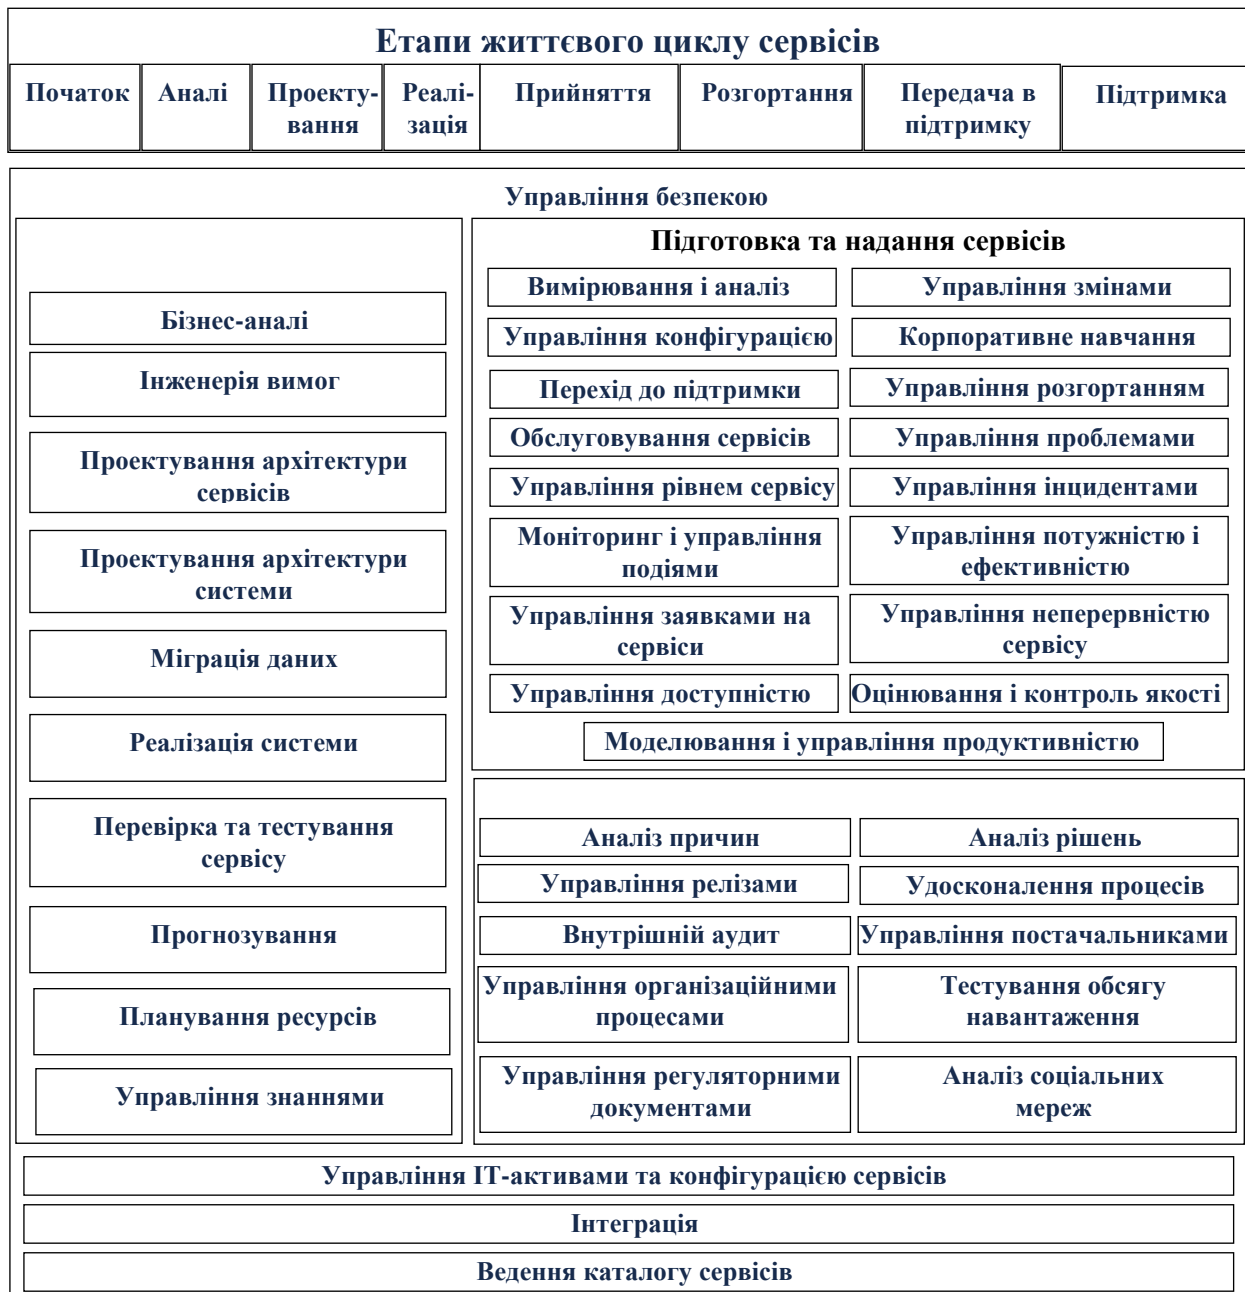 Етапи життєвого циклу сервісів
Початок
Аналі
Проекту-
вання
Реалі-
зація
Прийняття
Розгортання
Передача в
підтримку
Підтримка
Управління безпекою
Бізнес-аналі
Інженерія вимог
Проектування архітектури
сервісів
Проектування архітектури
системи
Міграція даних
Реалізація системи
Перевірка та тестування
сервісу
Прогнозування
Планування ресурсів
Управління знаннями
Підготовка та надання сервісів
Вимірювання і аналіз
Управління змінами
Управління конфігурацією
Корпоративне навчання
Перехід до підтримки
Управління розгортанням
Обслуговування сервісів
Управління проблемами
Управління рівнем сервісу
Управління інцидентами
Моніторинг і управління
подіями
Управління потужністю і
ефективністю
Управління заявками на
сервіси
Управління неперервністю
сервісу
Управління доступністю
Оцінювання і контроль якості
Моделювання і управління продуктивністю
Аналіз причин
Аналіз рішень
Управління релізами
Удосконалення процесів
Внутрішній аудит
Управління постачальниками
Управління організаційними
процесами
Тестування обсягу
навантаження
Управління регуляторними
документами
Аналіз соціальних
мереж
Управління ІТ-активами та конфігурацією сервісів
Інтеграція
Ведення каталогу сервісів